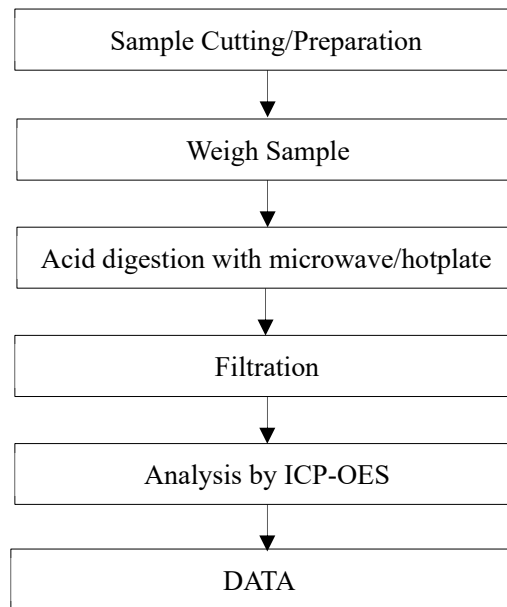 Sample Cutting/Preparation
Weigh Sample
Acid digestion with microwave/hotplate
Filtration
Analysis by ICP-OES
DATA